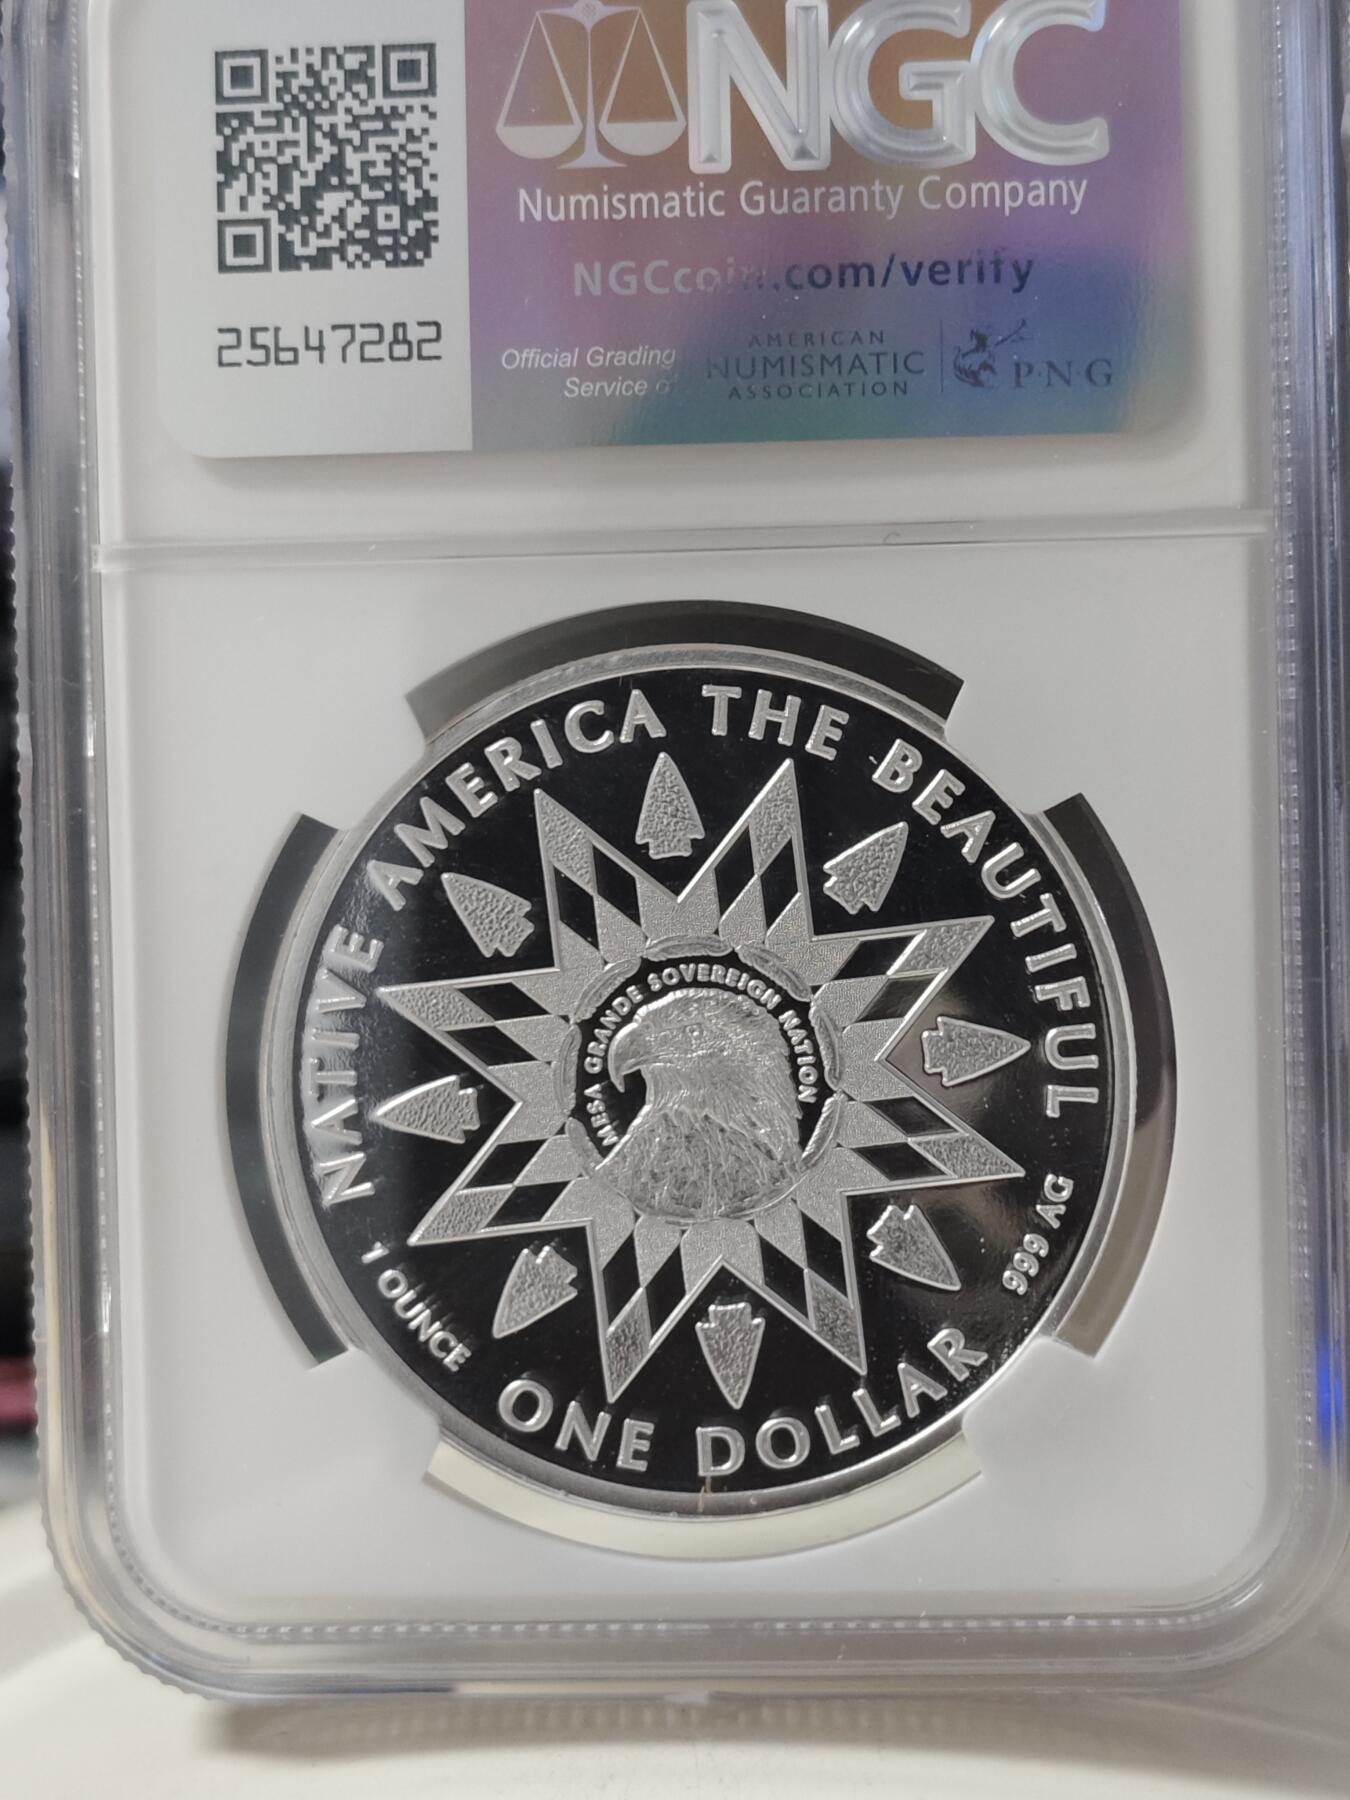 NGC
Numismatic Guaranty Company
NGCcoin.com/verify
25647282
Official Grading
Service of
AMERICAN
NUMISMATIC
ASSOCIATION
P·N·G
NATIVE AMERICA THE BEAUTIFUL
MESA GRANDE SOVEREIGN NATION
1 OUNCE
999 AG
ONE DOLLAR